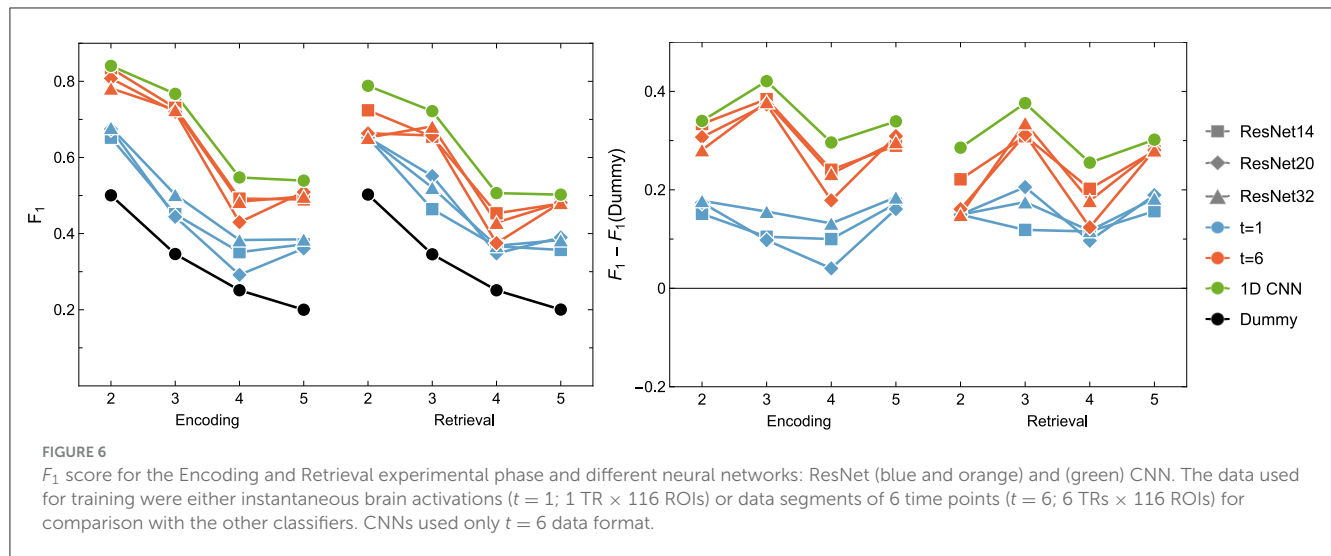 0.8
0.6
0.4
0.2
F₁
2 3 4 5 2 3 4 5
Encoding Retrieval
0.4
0.2
0
−0.2
F₁ − F₁(Dummy)
2 3 4 5 2 3 4 5
Encoding Retrieval
ResNet14
ResNet20
ResNet32
t=1
t=6
1D CNN
Dummy
FIGURE 6
F₁ score for the Encoding and Retrieval experimental phase and different neural networks: ResNet (blue and orange) and (green) CNN. The data used
for training were either instantaneous brain activations (t = 1; 1 TR × 116 ROIs) or data segments of 6 time points (t = 6; 6 TRs × 116 ROIs) for
comparison with the other classifiers. CNNs used only t = 6 data format.